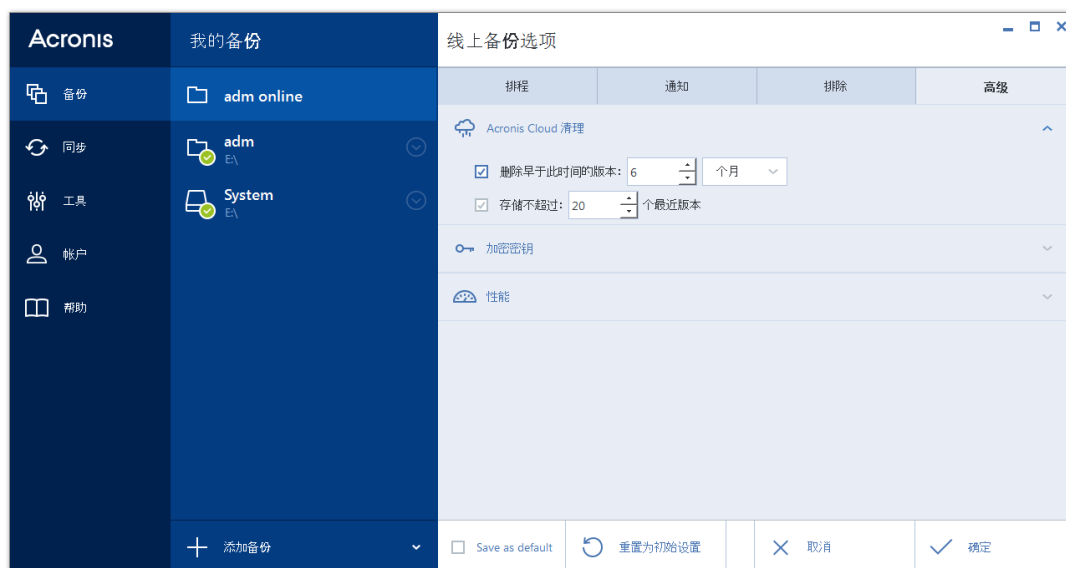 Acronis
我的备份
线上备份选项
备份
同步
工具
帐户
帮助
adm online
adm
E:\
System
E:\
添加备份
排程
通知
排除
高级
Acronis Cloud 清理
删除早于此时间的版本: 6 个月
存储不超过: 20 个最近版本
加密密钥
性能
Save as default
重置为初始设置
取消
确定